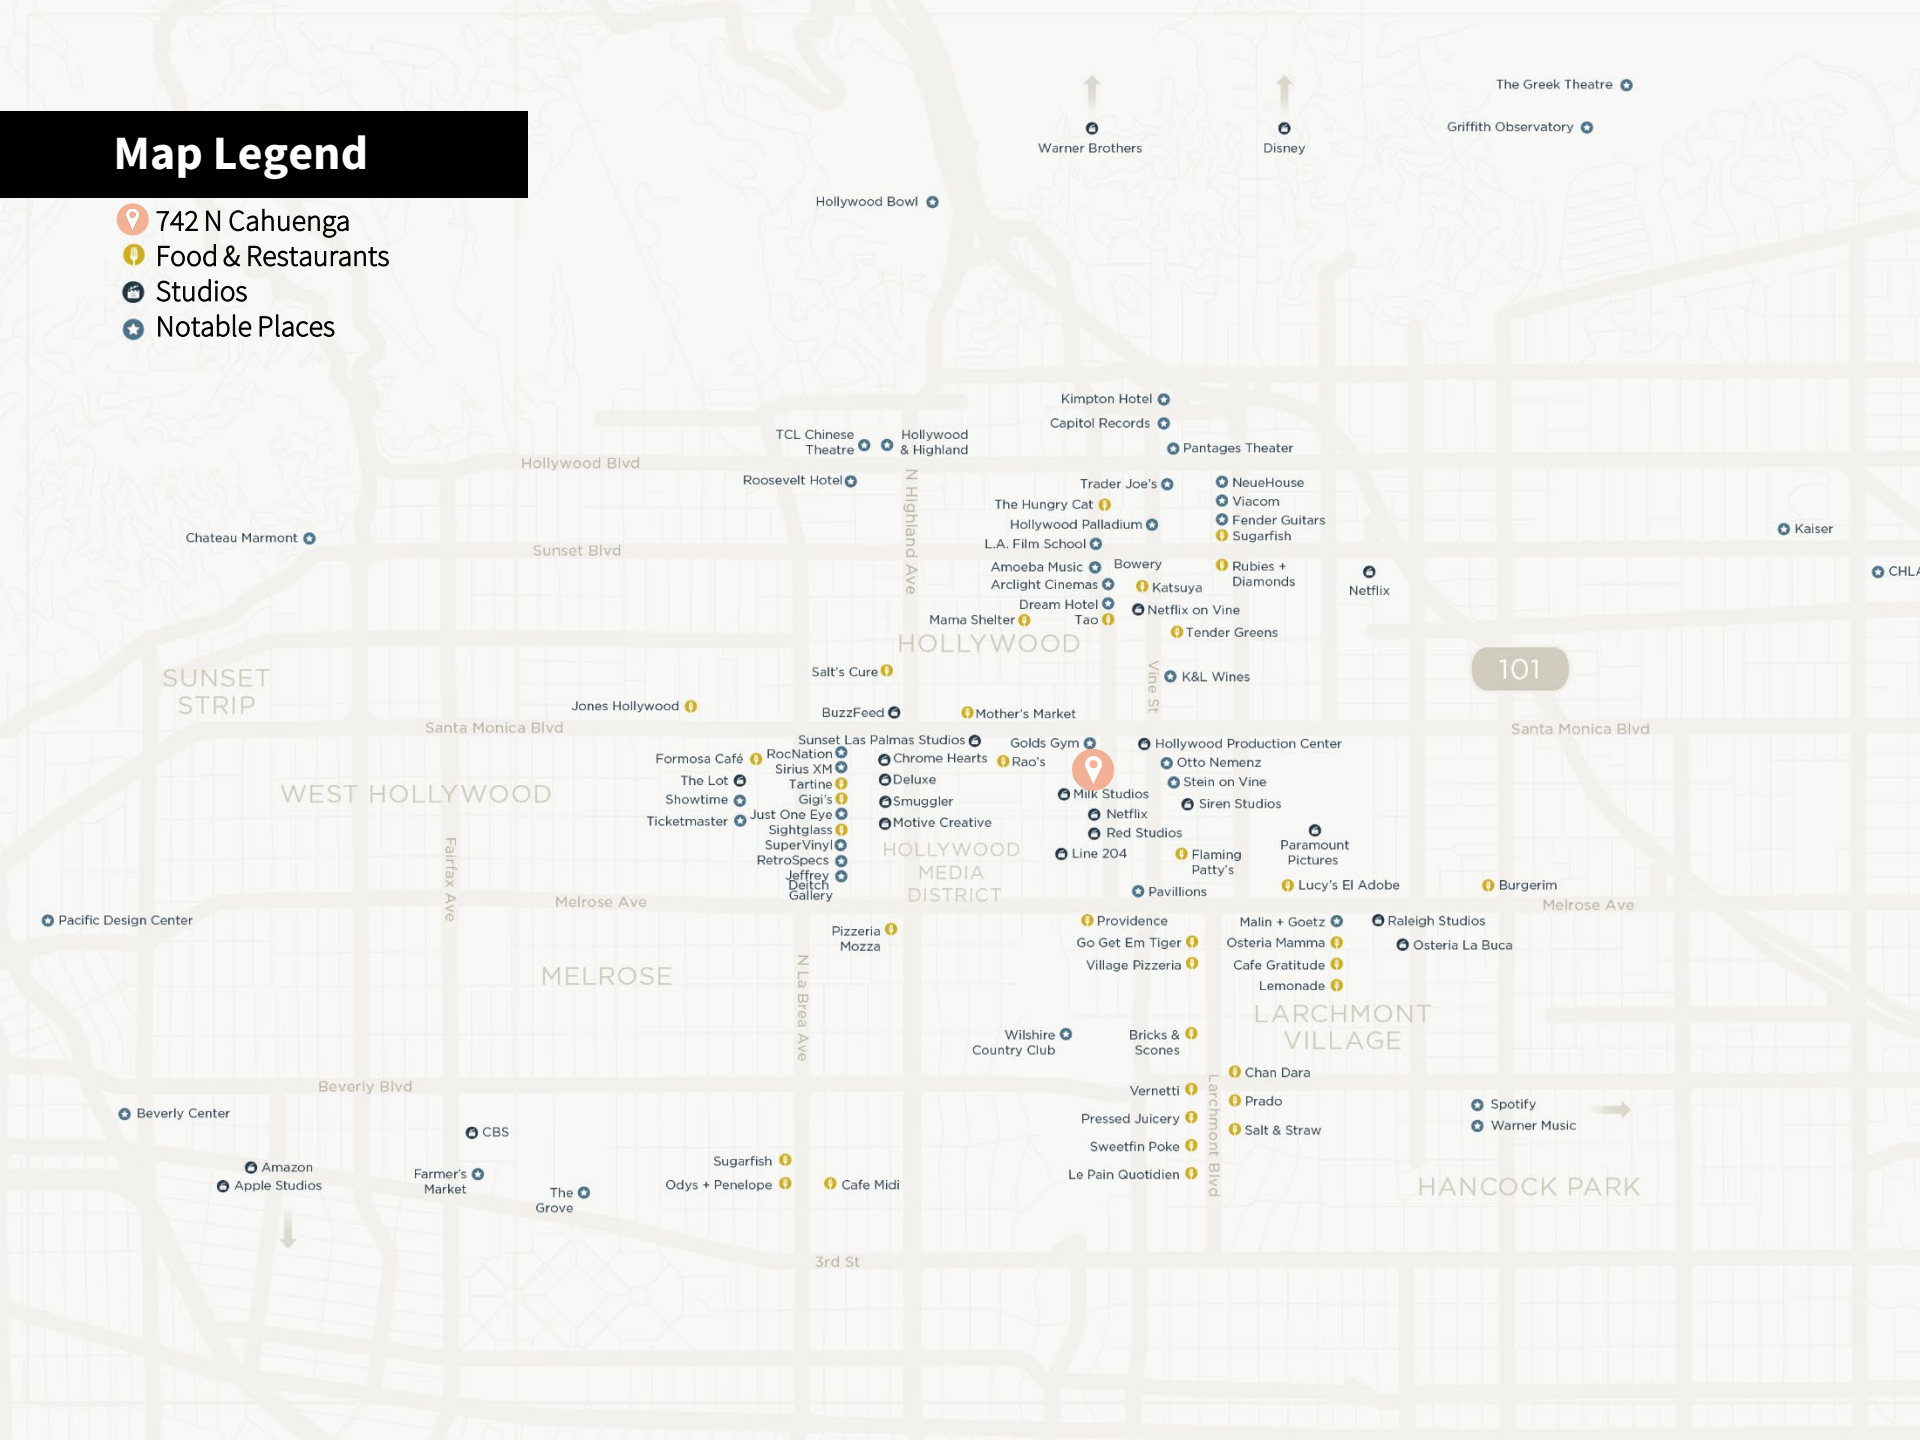 Map Legend
742 N Cahuenga
Food & Restaurants
Studios
Notable Places
The Greek Theatre
Griffith Observatory
Warner Brothers
Disney
Hollywood Bowl
Kimpton Hotel
Capitol Records
TCL Chinese
Theatre
Hollywood
& Highland
Pantages Theater
Hollywood Blvd
Roosevelt Hotel
N Highland Ave
Trader Joe's
NeueHouse
The Hungry Cat
Viacom
Hollywood Palladium
Fender Guitars
Sugarfish
Kaiser
Chateau Marmont
Sunset Blvd
L.A. Film School
Amoeba Music
Bowery
Rubies +
Diamonds
CHLA
Arclight Cinemas
Katsuya
Netflix
Dream Hotel
Netflix on Vine
Mama Shelter
Tao
Tender Greens
HOLLYWOOD
SUNSET
STRIP
Salt's Cure
Vine St
K&L Wines
101
Jones Hollywood
BuzzFeed
Mother's Market
Santa Monica Blvd
Santa Monica Blvd
Sunset Las Palmas Studios
Golds Gym
Hollywood Production Center
Formosa Café
RocNation
Chrome Hearts
Rao's
Otto Nemenz
Sirius XM
The Lot
Tartine
Deluxe
Stein on Vine
Showtime
Gigi's
Smuggler
Milk Studios
Siren Studios
WEST HOLLYWOOD
Ticketmaster
Just One Eye
Motive Creative
Netflix
Sightglass
Red Studios
SuperVinyl
HOLLYWOOD
MEDIA
DISTRICT
Line 204
Flaming
Patty's
Paramount
Pictures
RetroSpecs
Jeffrey
Deitch
Gallery
Fairfax Ave
Pavillions
Lucy's El Adobe
Burgerim
Melrose Ave
Melrose Ave
Pacific Design Center
Pizzeria
Mozza
Providence
Malin + Goetz
Raleigh Studios
Go Get Em Tiger
Osteria Mamma
Osteria La Buca
Village Pizzeria
Cafe Gratitude
Lemonade
MELROSE
N La Brea Ave
LARCHMONT
VILLAGE
Wilshire
Country Club
Bricks &
Scones
Chan Dara
Beverly Blvd
Vernetti
Larchmont Blvd
Prado
Spotify
Beverly Center
Pressed Juicery
Salt & Straw
Warner Music
CBS
Sweetfin Poke
Amazon
Apple Studios
Farmer's
Market
The
Grove
Sugarfish
Odys + Penelope
Cafe Midi
Le Pain Quotidien
HANCOCK PARK
3rd St